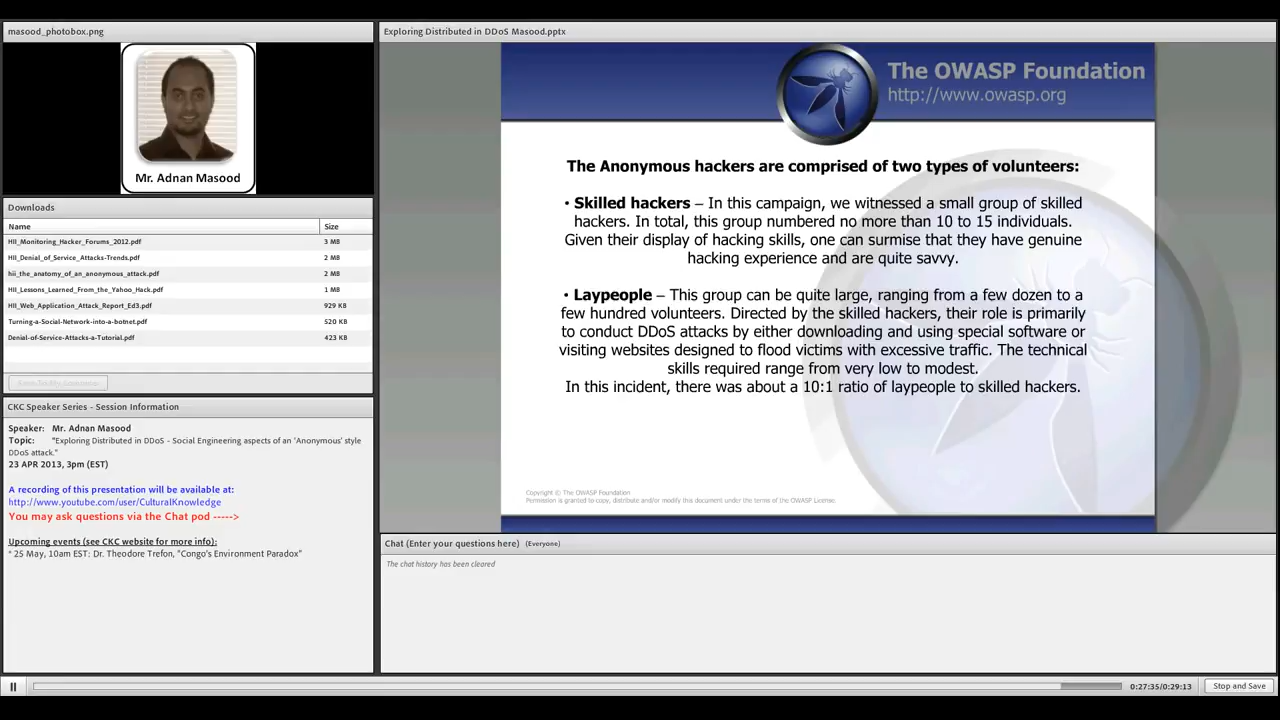 masood_photobox.png
Mr. Adnan Masood
Downloads
Name Size
HII_Monitoring_Hacker_Forums_2012.pdf 3 MB
HII_Denial_of_Service_Attacks-Trends.pdf 2 MB
hii_the_anatomy_of_an_anonymous_attack.pdf 2 MB
HII_Lessons_Learned_From_the_Yahoo_Hack.pdf 1 MB
HII_Web_Application_Attack_Report_Ed3.pdf 929 KB
Turning-a-Social-Network-into-a-botnet.pdf 520 KB
Denial-of-Service-Attacks-a-Tutorial.pdf 423 KB
CKC Speaker Series - Session Information
Speaker: Mr. Adnan Masood
Topic: "Exploring Distributed in DDoS - Social Engineering aspects of an 'Anonymous' style
DDoS attack."
23 APR 2013, 3pm (EST)
A recording of this presentation will be available at:
http://www.youtube.com/user/CulturalKnowledge
You may ask questions via the Chat pod ----->
Upcoming events (see CKC website for more info):
* 25 May, 10am EST: Dr. Theodore Trefon, "Congo's Environment Paradox"
Exploring Distributed in DDoS Masood.pptx
The OWASP Foundation
http://www.owasp.org
The Anonymous hackers are comprised of two types of volunteers:
• Skilled hackers – In this campaign, we witnessed a small group of skilled
hackers. In total, this group numbered no more than 10 to 15 individuals.
Given their display of hacking skills, one can surmise that they have genuine
hacking experience and are quite savvy.
• Laypeople – This group can be quite large, ranging from a few dozen to a
few hundred volunteers. Directed by the skilled hackers, their role is primarily
to conduct DDoS attacks by either downloading and using special software or
visiting websites designed to flood victims with excessive traffic. The technical
skills required range from very low to modest.
In this incident, there was about a 10:1 ratio of laypeople to skilled hackers.
Copyright © The OWASP Foundation
Permission is granted to copy, distribute and/or modify this document under the terms of the OWASP License.
Chat (Enter your questions here) (Everyone)
The chat history has been cleared
0:27:35/0:29:13 Stop and Save